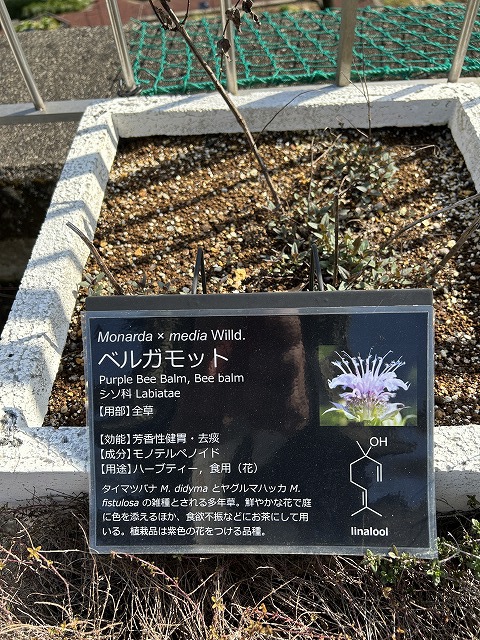 Monarda × media Willd.
ベルガモット
Purple Bee Balm, Bee balm
シソ科 Labiatae
【用部】全草
【効能】芳香性健胃・去痰
【成分】モノテルペノイド
【用途】ハーブティー，食用（花）
タイマツバナ M. didyma とヤグルマハッカ M.
fistulosa の雑種とされる多年草。鮮やかな花で庭
に色を添えるほか、食欲不振などにお茶にして用
いる。植栽品は紫色の花をつける品種。
OH
linalool